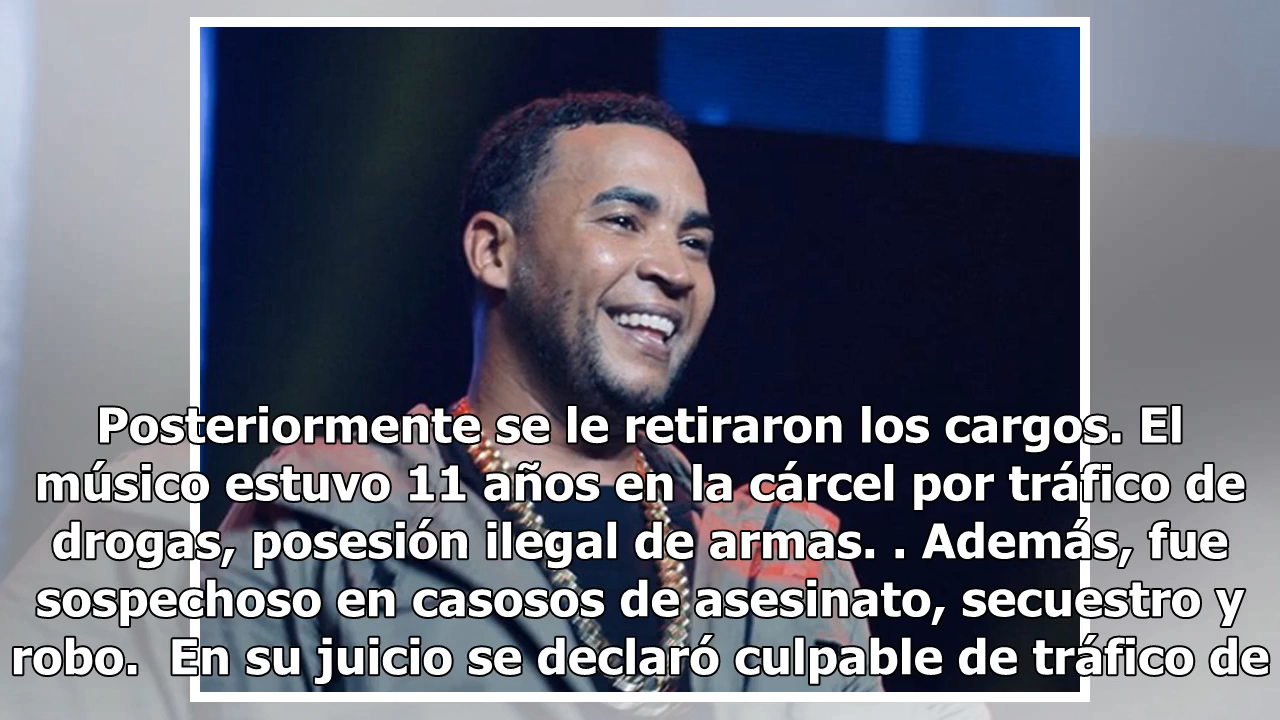 Posteriormente se le retiraron los cargos. El
músico estuvo 11 años en la cárcel por tráfico de
drogas, posesión ilegal de armas. . Además, fue
sospechoso en casosos de asesinato, secuestro y
robo.  En su juicio se declaró culpable de tráfico de